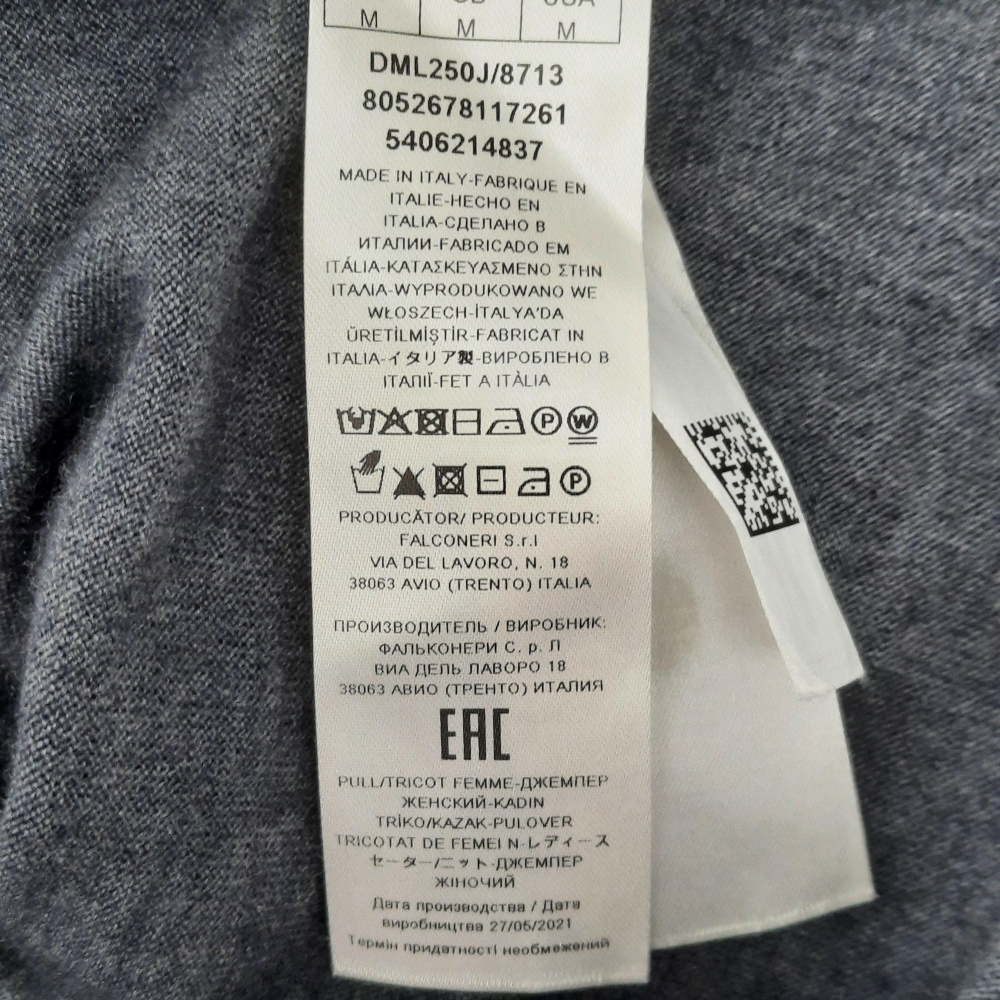 M M M
DML250J/8713
8052678117261
5406214837
MADE IN ITALY-FABRIQUE EN
ITALIE-HECHO EN
ITALIA-СДЕЛАНО В
ИТАЛИИ-FABRICADO EM
ITÁLIA-ΚΑΤΑΣΚΕΥΑΣΜΕΝΟ ΣΤΗΝ
ΙΤΑΛΙΑ-WYPRODUKOWANO WE
WŁOSZECH-İTALYA'DA
ÜRETİLMİŞTİR-FABRICAT IN
ITALIA-イタリア製-ВИРОБЛЕНО В
ІТАЛІЇ-FET A ITÀLIA
P W
P
PRODUCĂTOR/ PRODUCTEUR:
FALCONERI S.r.l
VIA DEL LAVORO, N. 18
38063 AVIO (TRENTO) ITALIA
ПРОИЗВОДИТЕЛЬ / ВИРОБНИК:
ФАЛЬКОНЕРИ С. р. Л
ВИА ДЕЛЬ ЛАВОРО 18
38063 АВИО (ТРЕНТО) ИТАЛИЯ
EAC
PULL/TRICOT FEMME-ДЖЕМПЕР
ЖЕНСКИЙ-KADIN
TRİKO/KAZAK-PULOVER
TRICOTAT DE FEMEI N-レディース
セーター/ニット-ДЖЕМПЕР
ЖІНОЧИЙ
Дата производства / Дата
виробництва 27/05/2021
Термін придатності необмежений